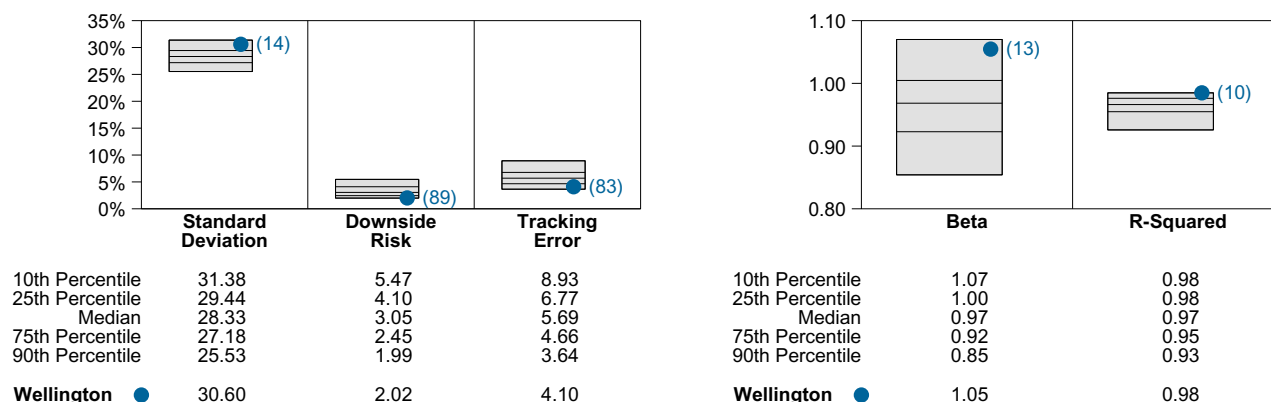 35%
30%
25%
20%
15%
10%
5%
0%
(14)
(89)
(83)
Standard Deviation
Downside Risk
Tracking Error
10th Percentile 31.38 5.47 8.93
25th Percentile 29.44 4.10 6.77
Median 28.33 3.05 5.69
75th Percentile 27.18 2.45 4.66
90th Percentile 25.53 1.99 3.64
Wellington 30.60 2.02 4.10
1.10
1.00
0.90
0.80
(13)
(10)
Beta
R-Squared
10th Percentile 1.07 0.98
25th Percentile 1.00 0.98
Median 0.97 0.97
75th Percentile 0.92 0.95
90th Percentile 0.85 0.93
Wellington 1.05 0.98